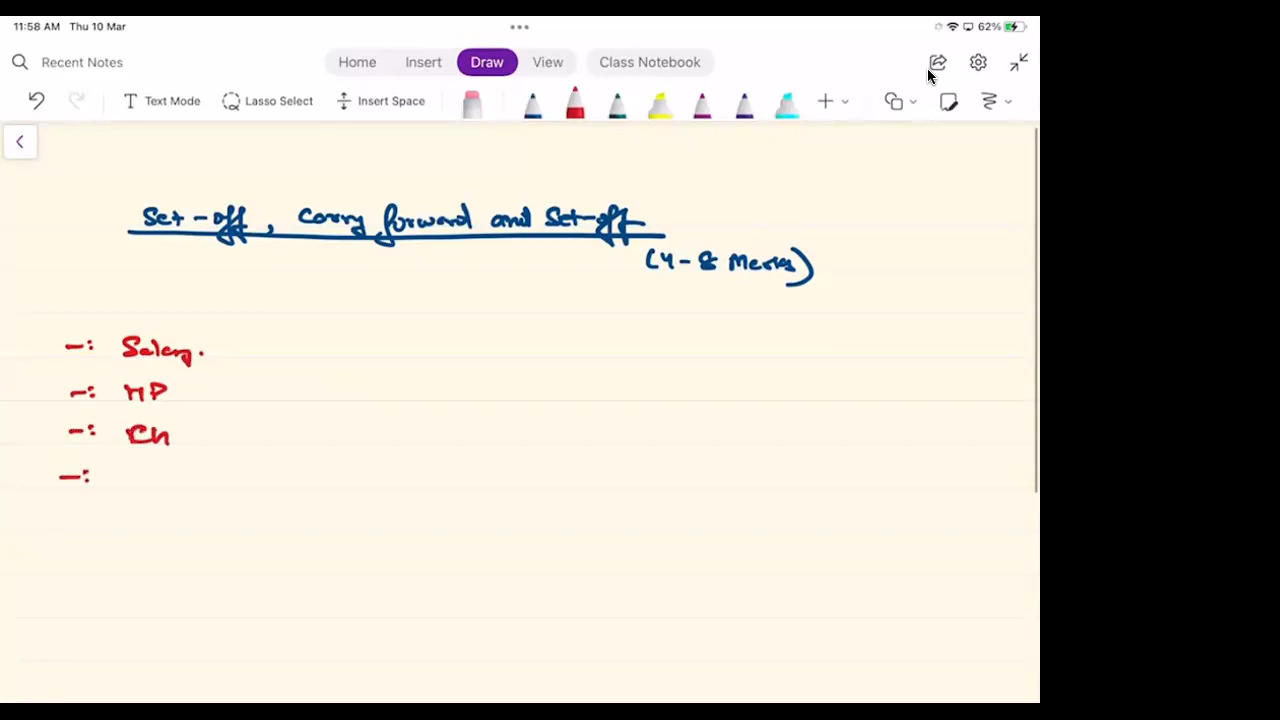 11:58 AM Thu 10 Mar
62%
Recent Notes
Home Insert Draw View Class Notebook
Text Mode Lasso Select Insert Space
Set-off, Carry forward and Set-off
(4-8 Marks)
-: Salary.
-: HP
-: CG
-: